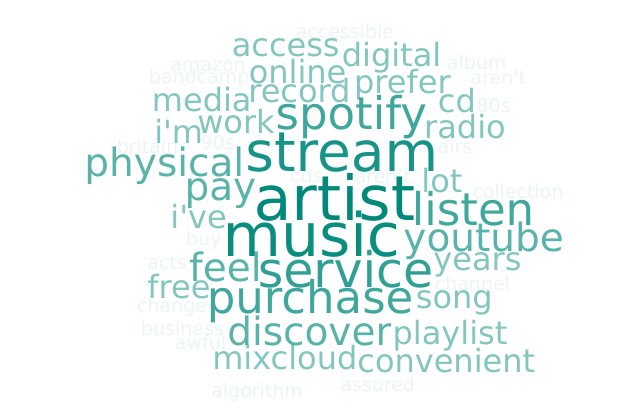 accessible
access digital
amazon online album
bandcamp record prefer aren't
media cd 80s
i'm work spotify radio
britain 90s stream airs
physical cds
pay artist lot collection
i've listen
buy music youtube
acts feel service years
free channel
change purchase song
business discover playlist
awful
mixcloud convenient
algorithm assured